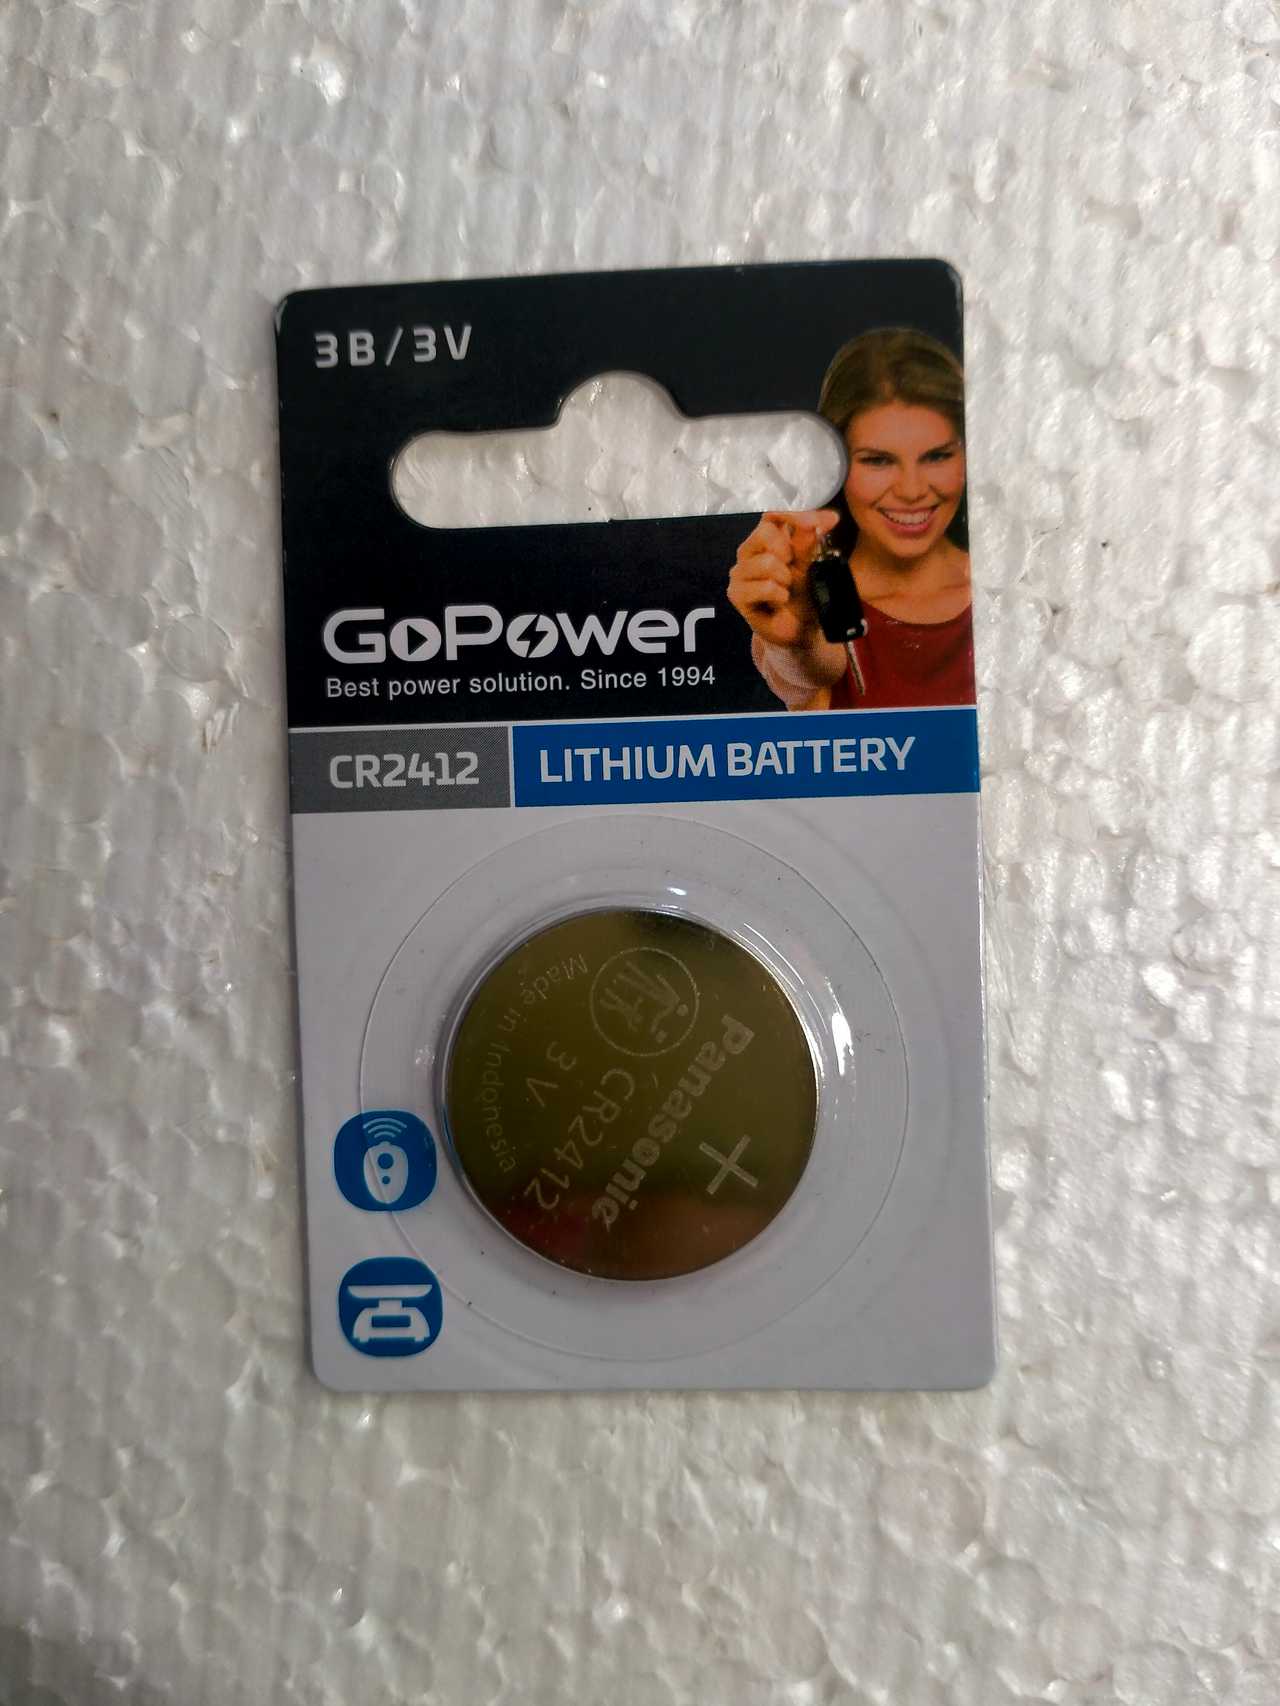 3В/3V
GoPower
Best power solution. Since 1994
CR2412
LITHIUM BATTERY
Panasonic
CR2412
3V
Made in Indonesia
+